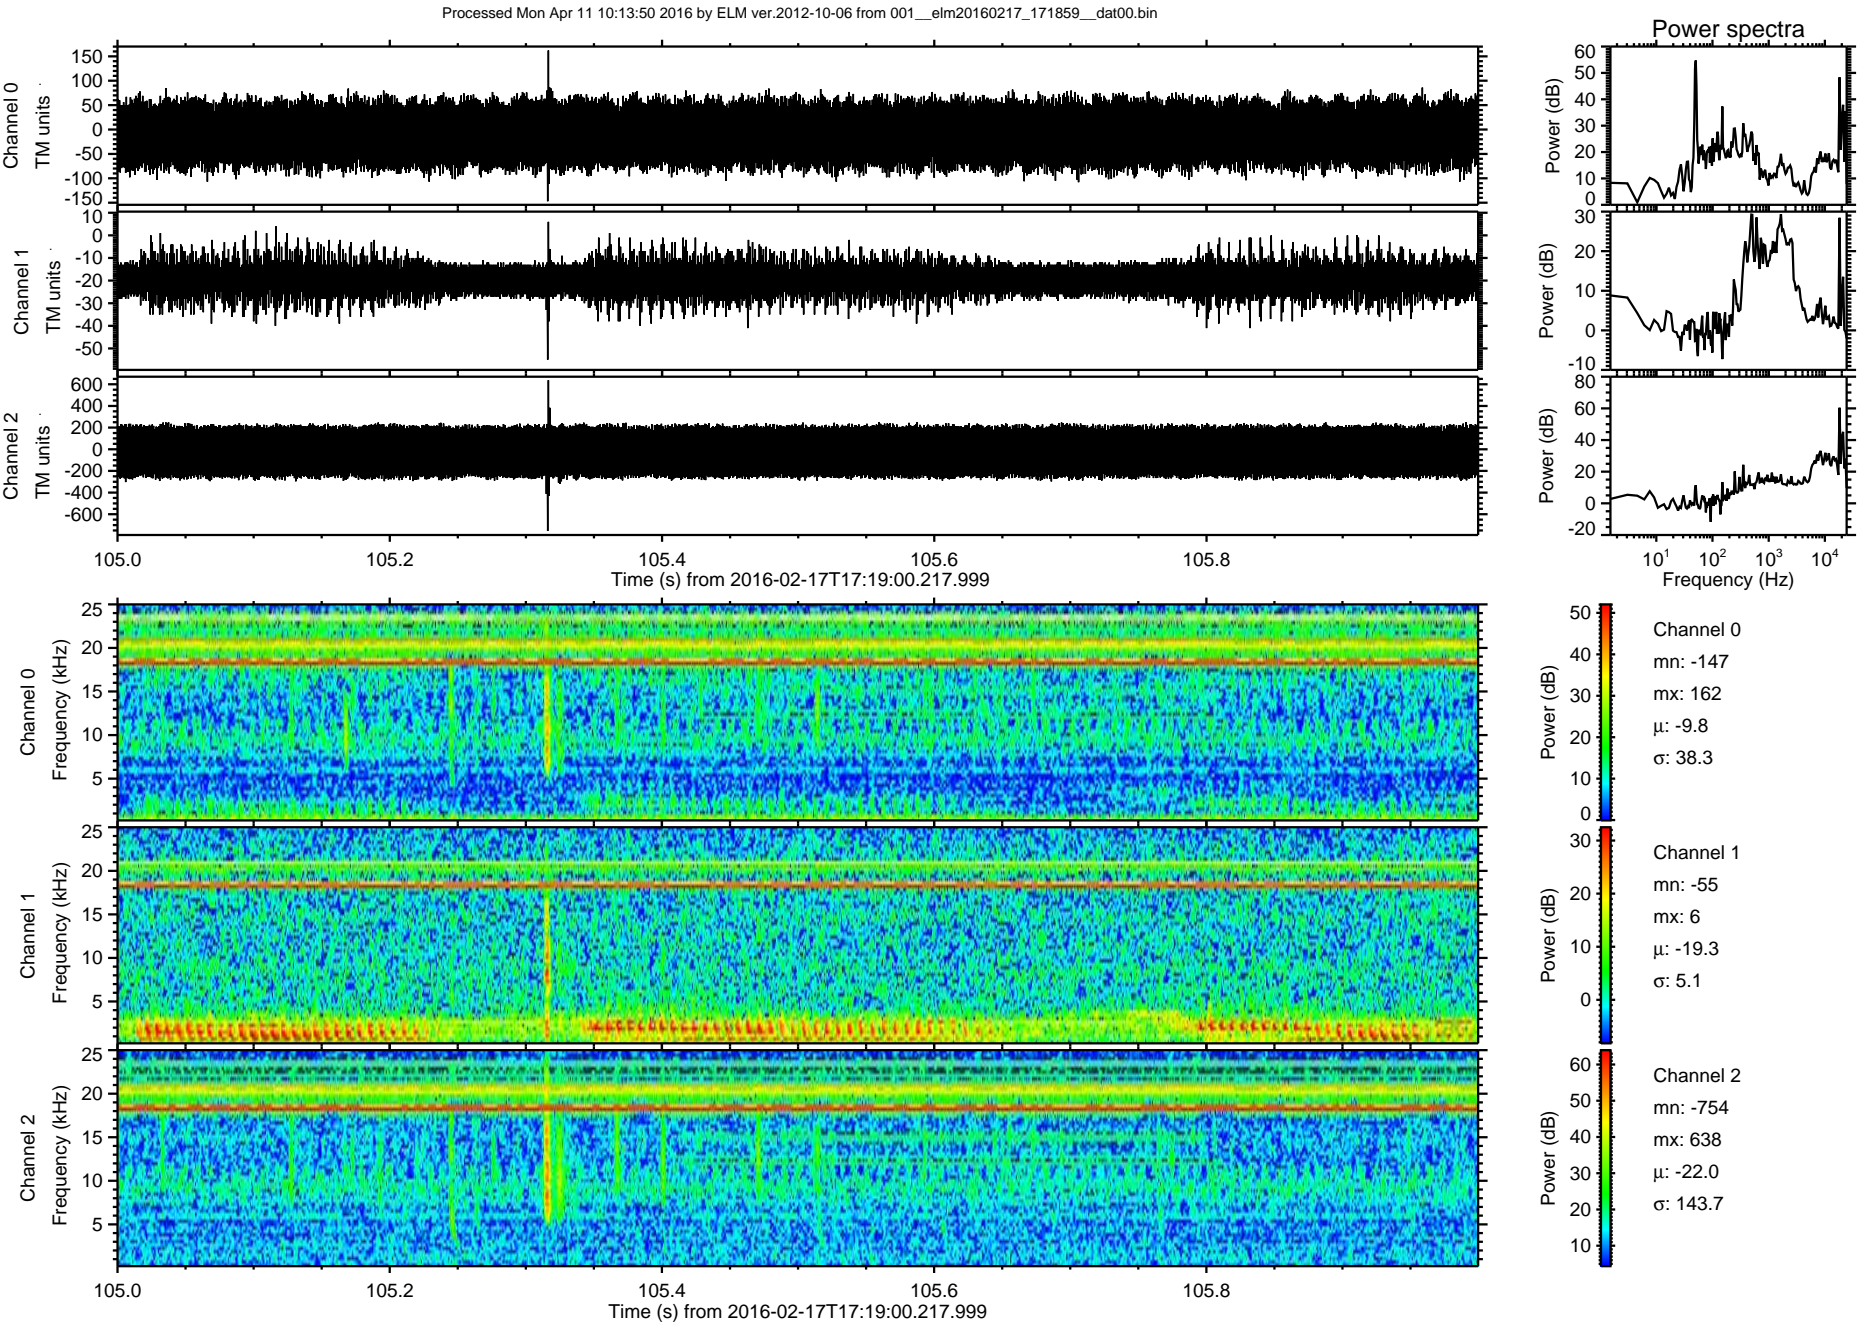 Processed Mon Apr 11 10:13:50 2016 by ELM ver.2012-10-06 from 001__elm20160217_171859__dat00.bin
Power spectra
Channel 0
TM units
150
100
50
0
-50
-100
-150
Power (dB)
60
50
40
30
20
10
0
Channel 1
TM units
10
0
-10
-20
-30
-40
-50
Power (dB)
30
20
10
0
-10
Channel 2
TM units
600
400
200
0
-200
-400
-600
Power (dB)
80
60
40
20
0
-20
105.0 105.2 105.4 105.6 105.8
Time (s) from 2016-02-17T17:19:00.217.999
10¹ 10² 10³ 10⁴
Frequency (Hz)
Channel 0
Frequency (kHz)
25
20
15
10
5
Power (dB)
50
40
30
20
10
0
Channel 0
mn: -147
mx: 162
μ: -9.8
σ: 38.3
Channel 1
Frequency (kHz)
25
20
15
10
5
Power (dB)
30
20
10
0
Channel 1
mn: -55
mx: 6
μ: -19.3
σ: 5.1
Channel 2
Frequency (kHz)
25
20
15
10
5
Power (dB)
60
50
40
30
20
10
Channel 2
mn: -754
mx: 638
μ: -22.0
σ: 143.7
105.0 105.2 105.4 105.6 105.8
Time (s) from 2016-02-17T17:19:00.217.999